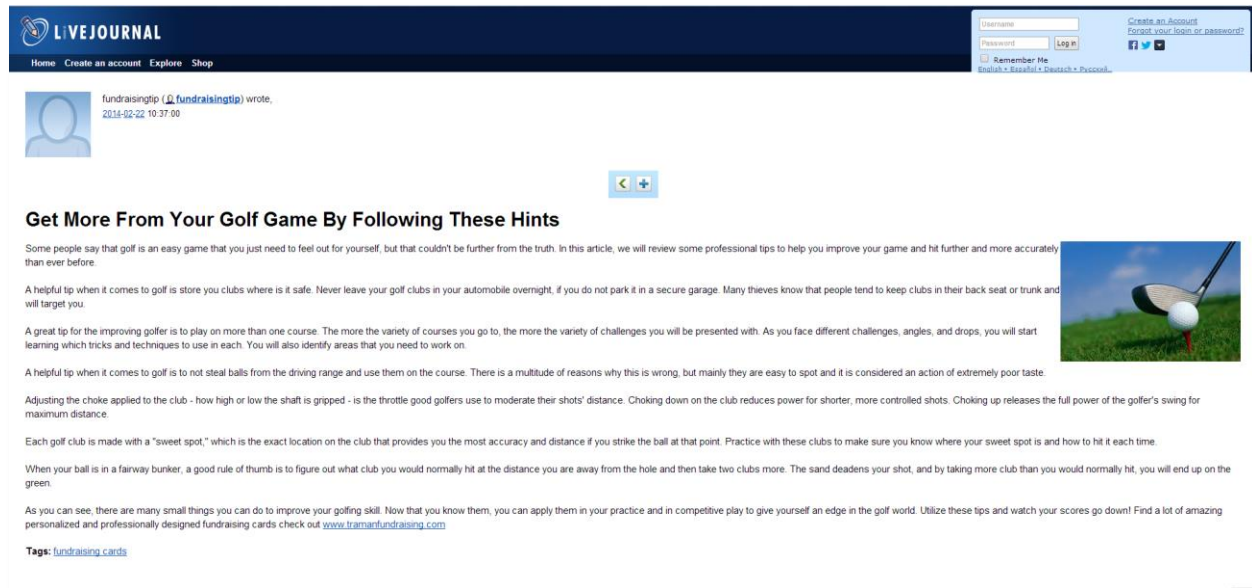 LiVEJOURNAL
Username
Password
Log in
Remember Me
English • Español • Deutsch • Русский...
Create an Account
Forgot your login or password?
Home Create an account Explore Shop
fundraisingtip ( fundraisingtip) wrote,
2014-02-22 10:37:00
Get More From Your Golf Game By Following These Hints
Some people say that golf is an easy game that you just need to feel out for yourself, but that couldn't be further from the truth. In this article, we will review some professional tips to help you improve your game and hit further and more accurately
than ever before.
A helpful tip when it comes to golf is store you clubs where is it safe. Never leave your golf clubs in your automobile overnight, if you do not park it in a secure garage. Many thieves know that people tend to keep clubs in their back seat or trunk and
will target you.
A great tip for the improving golfer is to play on more than one course. The more the variety of courses you go to, the more the variety of challenges you will be presented with. As you face different challenges, angles, and drops, you will start
learning which tricks and techniques to use in each. You will also identify areas that you need to work on.
A helpful tip when it comes to golf is to not steal balls from the driving range and use them on the course. There is a multitude of reasons why this is wrong, but mainly they are easy to spot and it is considered an action of extremely poor taste.
Adjusting the choke applied to the club - how high or low the shaft is gripped - is the throttle good golfers use to moderate their shots' distance. Choking down on the club reduces power for shorter, more controlled shots. Choking up releases the full power of the golfer's swing for
maximum distance.
Each golf club is made with a "sweet spot," which is the exact location on the club that provides you the most accuracy and distance if you strike the ball at that point. Practice with these clubs to make sure you know where your sweet spot is and how to hit it each time.
When your ball is in a fairway bunker, a good rule of thumb is to figure out what club you would normally hit at the distance you are away from the hole and then take two clubs more. The sand deadens your shot, and by taking more club than you would normally hit, you will end up on the
green.
As you can see, there are many small things you can do to improve your golfing skill. Now that you know them, you can apply them in your practice and in competitive play to give yourself an edge in the golf world. Utilize these tips and watch your scores go down! Find a lot of amazing
personalized and professionally designed fundraising cards check out www.tramanfundraising.com
Tags: fundraising cards